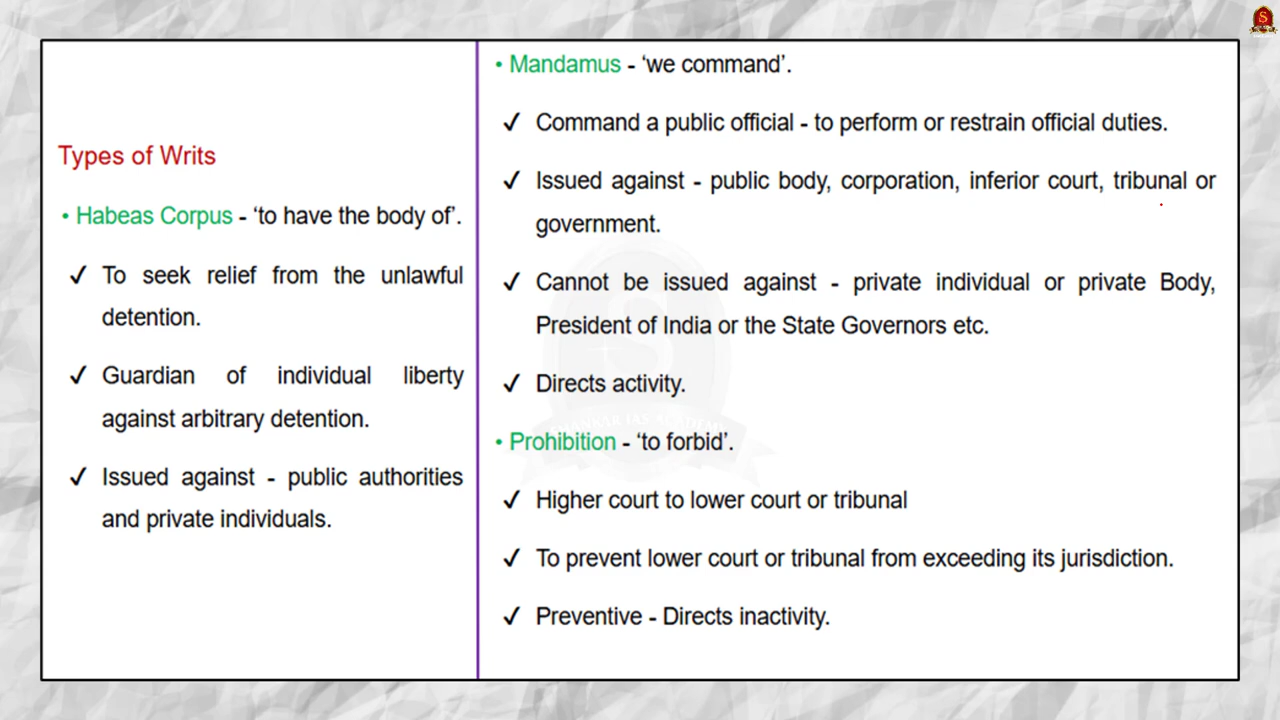 Types of Writs
• Habeas Corpus - ‘to have the body of’.
✓ To seek relief from the unlawful
detention.
✓ Guardian of individual liberty
against arbitrary detention.
✓ Issued against - public authorities
and private individuals.
• Mandamus - ‘we command’.
✓ Command a public official - to perform or restrain official duties.
✓ Issued against - public body, corporation, inferior court, tribunal or
government.
✓ Cannot be issued against - private individual or private Body,
President of India or the State Governors etc.
✓ Directs activity.
• Prohibition - ‘to forbid’.
✓ Higher court to lower court or tribunal
✓ To prevent lower court or tribunal from exceeding its jurisdiction.
✓ Preventive - Directs inactivity.
SHANKAR IAS ACADEMY
S